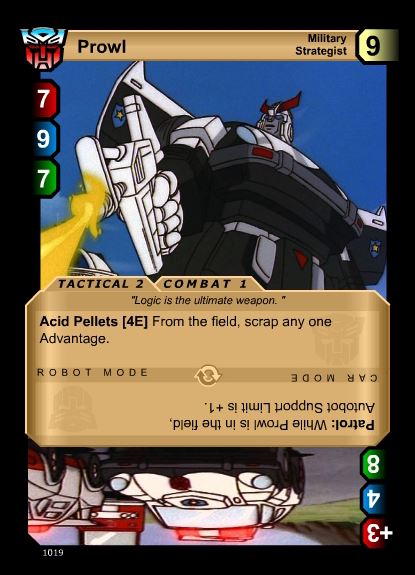 Prowl
Military
Strategist
9
7
9
7
TACTICAL 2 COMBAT 1
"Logic is the ultimate weapon. "
Acid Pellets [4E] From the field, scrap any one
Advantage.
ROBOT MODE
CAR MODE
Patrol: While Prowl is in the field,
Autobot Support Limit is +1.
+3
4
8
1019